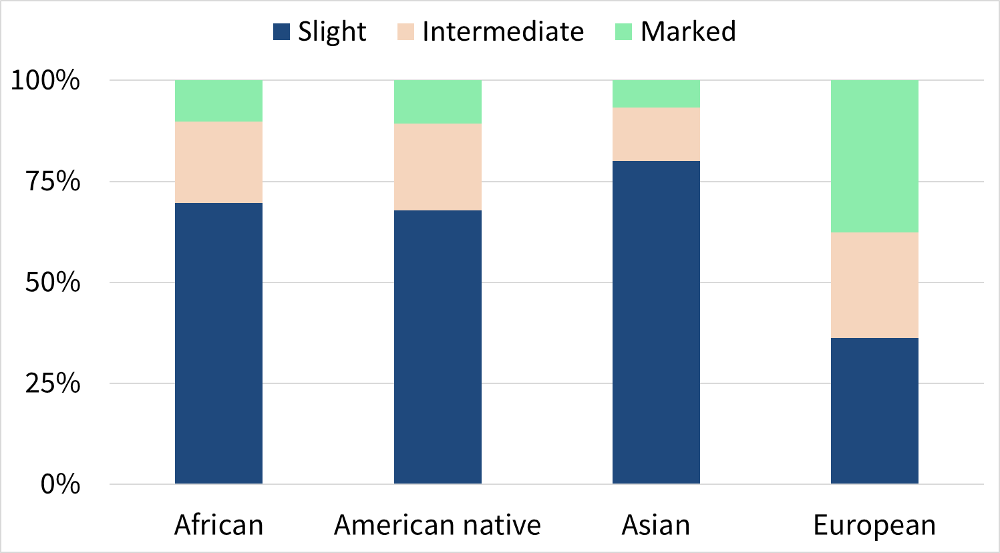 Slight Intermediate Marked
100%
75%
50%
25%
0%
African American native Asian European